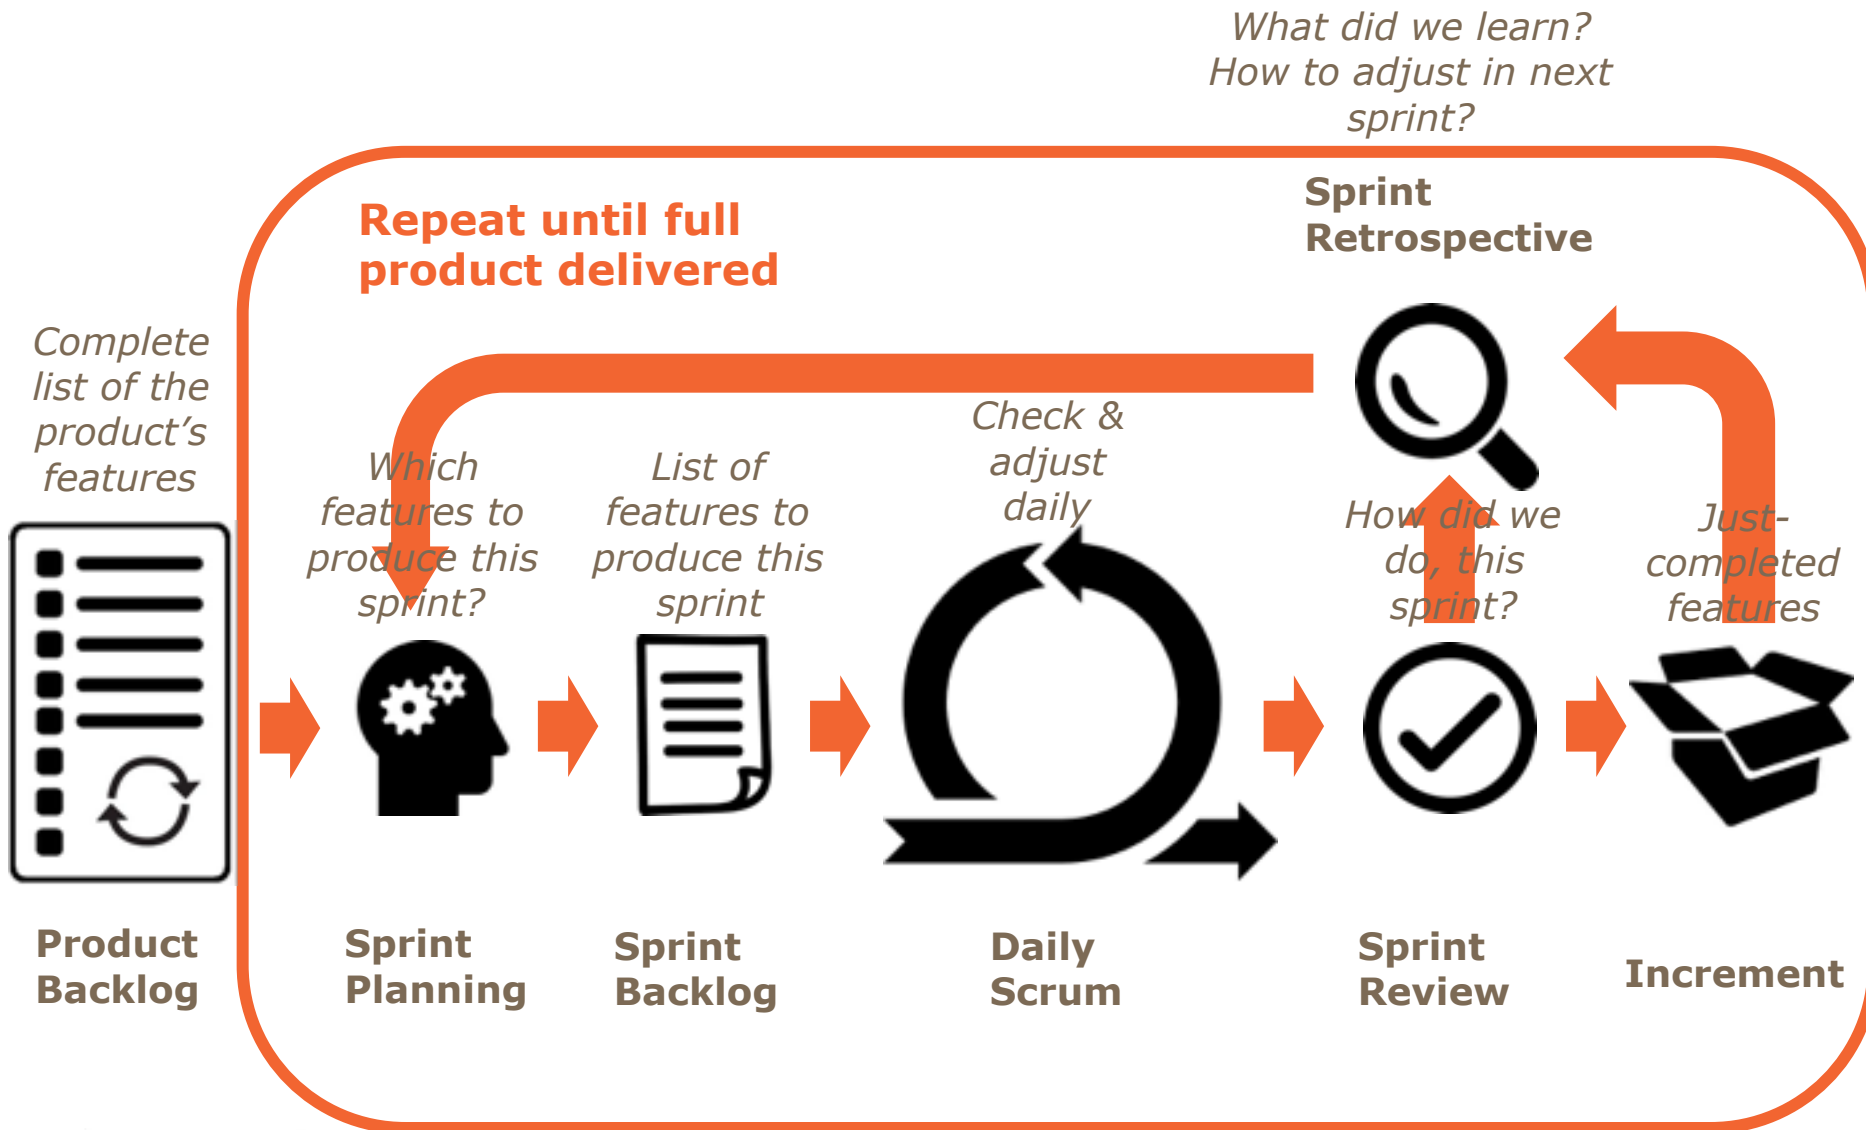 What did we learn?
How to adjust in next
sprint?
Sprint
Retrospective
Repeat until full
product delivered
Complete
list of the
product’s
features
Which
features to
produce this
sprint?
List of
features to
produce this
sprint
Check &
adjust
daily
How did we
do, this
sprint?
Just-
completed
features
Product
Backlog
Sprint
Planning
Sprint
Backlog
Daily
Scrum
Sprint
Review
Increment